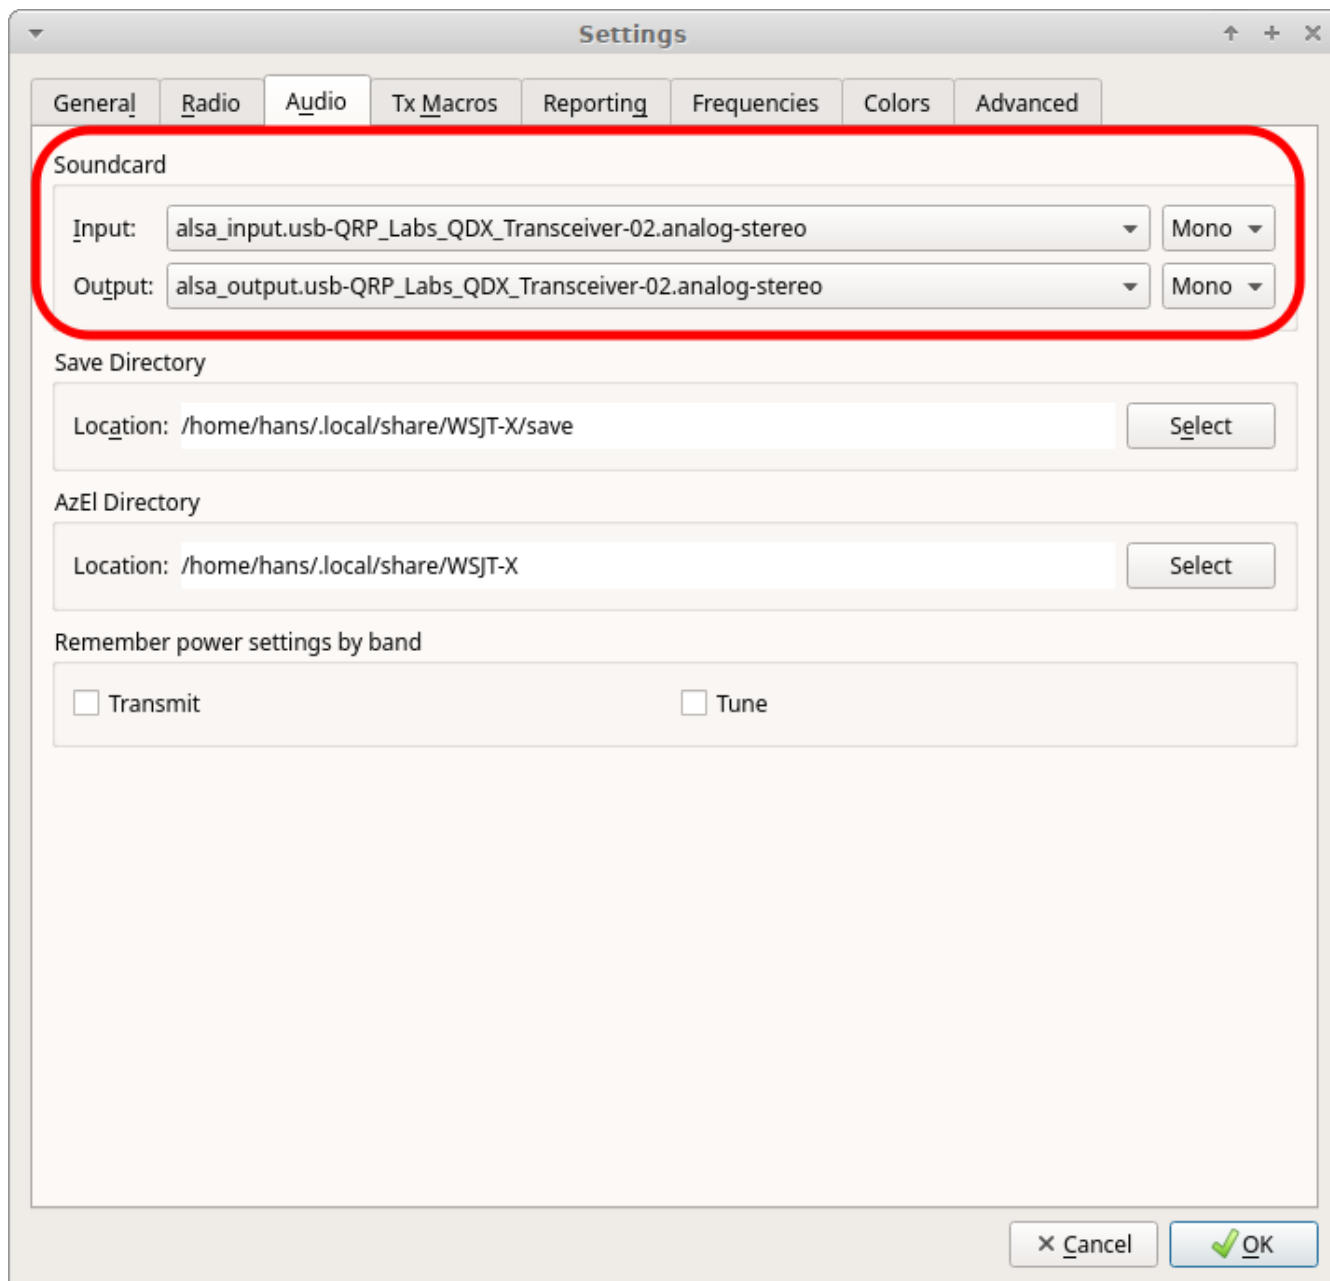 Settings
General Radio Audio Tx Macros Reporting Frequencies Colors Advanced
Soundcard
Input: alsa_input.usb-QRP_Labs_QDX_Transceiver-02.analog-stereo Mono
Output: alsa_output.usb-QRP_Labs_QDX_Transceiver-02.analog-stereo Mono
Save Directory
Location: /home/hans/.local/share/WSJT-X/save Select
AzEl Directory
Location: /home/hans/.local/share/WSJT-X Select
Remember power settings by band
Transmit Tune
Cancel OK